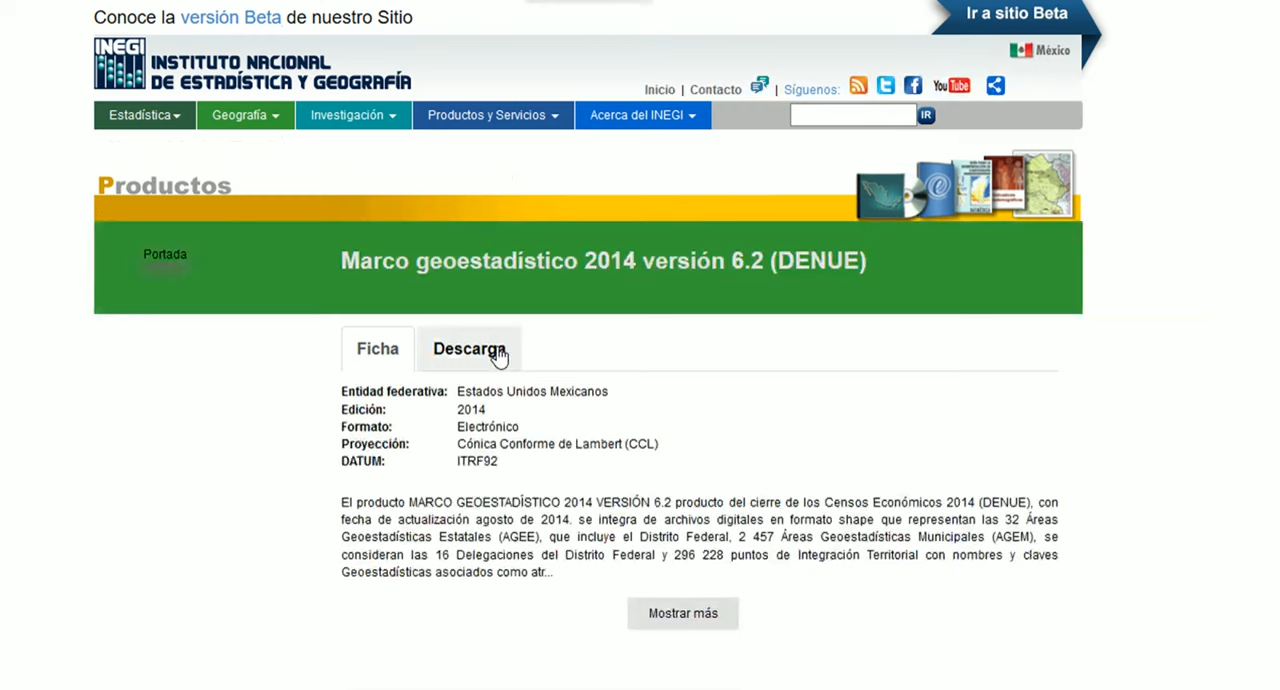 Conoce la versión Beta de nuestro Sitio
Ir a sitio Beta
INEGI
INSTITUTO NACIONAL
DE ESTADÍSTICA Y GEOGRAFÍA
México
Inicio | Contacto | Síguenos: You Tube
Estadística Geografía Investigación Productos y Servicios Acerca del INEGI IR
Productos
Portada
Marco geoestadístico 2014 versión 6.2 (DENUE)
Ficha Descarga
Entidad federativa: Estados Unidos Mexicanos
Edición: 2014
Formato: Electrónico
Proyección: Cónica Conforme de Lambert (CCL)
DATUM: ITRF92
El producto MARCO GEOESTADÍSTICO 2014 VERSIÓN 6.2 producto del cierre de los Censos Económicos 2014 (DENUE), con
fecha de actualización agosto de 2014. se integra de archivos digitales en formato shape que representan las 32 Áreas
Geoestadísticas Estatales (AGEE), que incluye el Distrito Federal, 2 457 Áreas Geoestadísticas Municipales (AGEM), se
consideran las 16 Delegaciones del Distrito Federal y 296 228 puntos de Integración Territorial con nombres y claves
Geoestadísticas asociados como atr...
Mostrar más